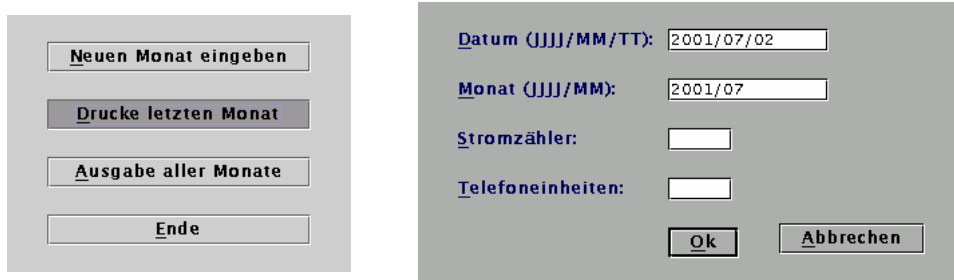 Neuen Monat eingeben
Drucke letzten Monat
Ausgabe aller Monate
Ende
Datum (JJJJ/MM/TT): 2001/07/02
Monat (JJJJ/MM): 2001/07
Stromzähler:
Telefoneinheiten:
Ok Abbrechen